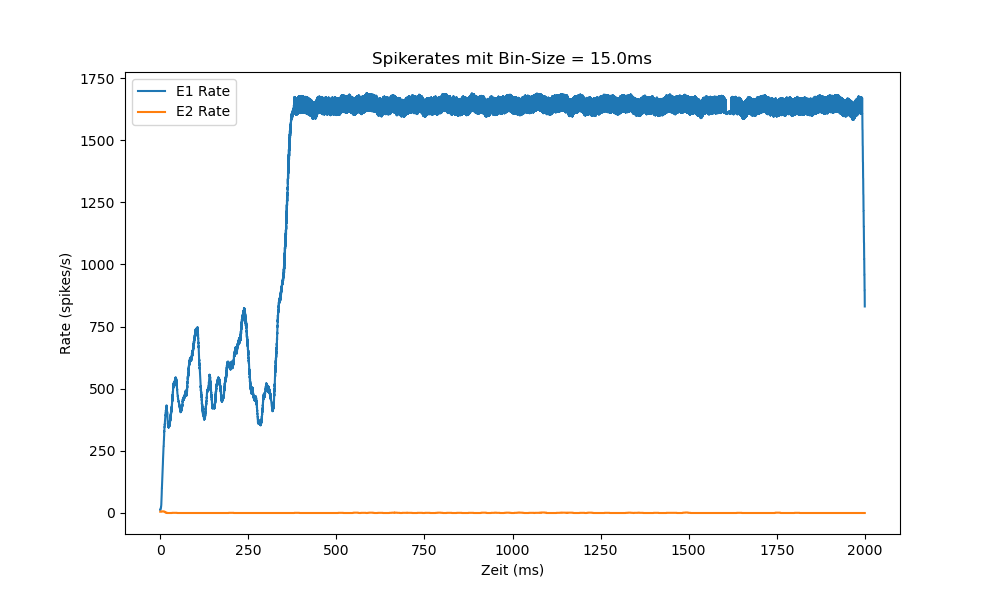 Spikerates mit Bin-Size = 15.0ms
E1 Rate
E2 Rate
Rate (spikes/s)
1750
1500
1250
1000
750
500
250
0
0 250 500 750 1000 1250 1500 1750 2000
Zeit (ms)